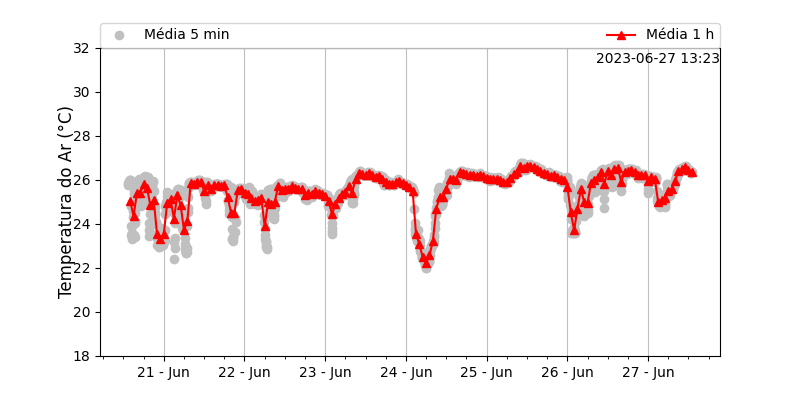 Média 5 min
Média 1 h
2023-06-27 13:23
Temperatura do Ar (°C)
32
30
28
26
24
22
20
18
21 - Jun
22 - Jun
23 - Jun
24 - Jun
25 - Jun
26 - Jun
27 - Jun